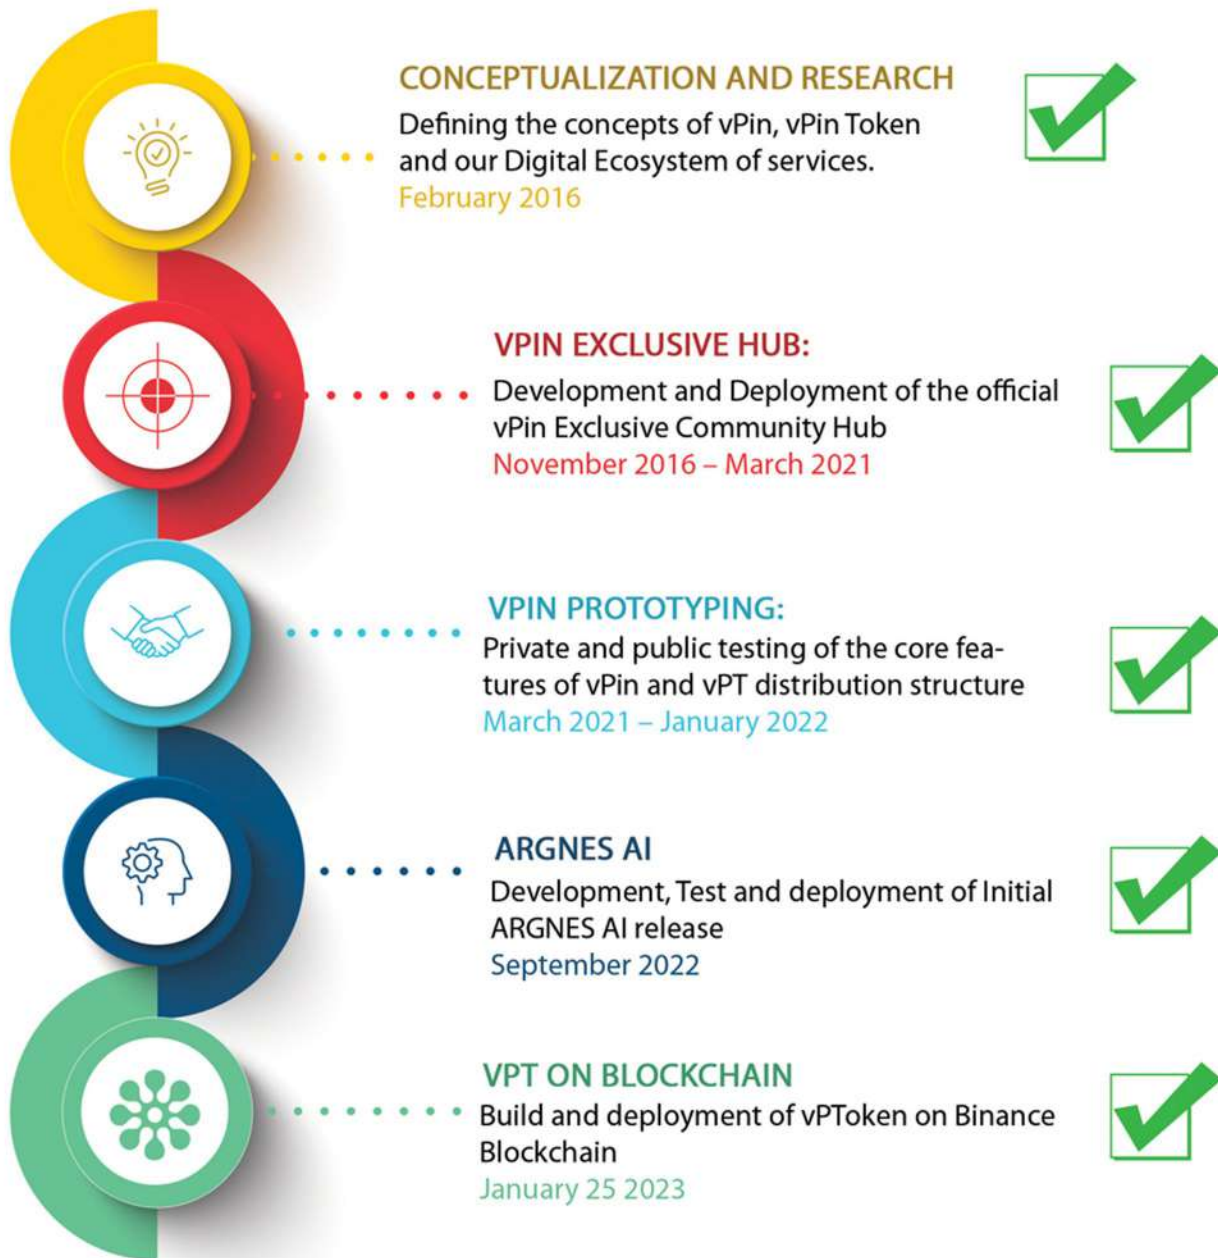 CONCEPTUALIZATION AND RESEARCH
Defining the concepts of vPin, vPin Token
and our Digital Ecosystem of services.
February 2016
VPIN EXCLUSIVE HUB:
Development and Deployment of the official
vPin Exclusive Community Hub
November 2016 – March 2021
VPIN PROTOTYPING:
Private and public testing of the core fea-
tures of vPin and vPT distribution structure
March 2021 – January 2022
ARGNES AI
Development, Test and deployment of Initial
ARGNES AI release
September 2022
VPT ON BLOCKCHAIN
Build and deployment of vPToken on Binance
Blockchain
January 25 2023